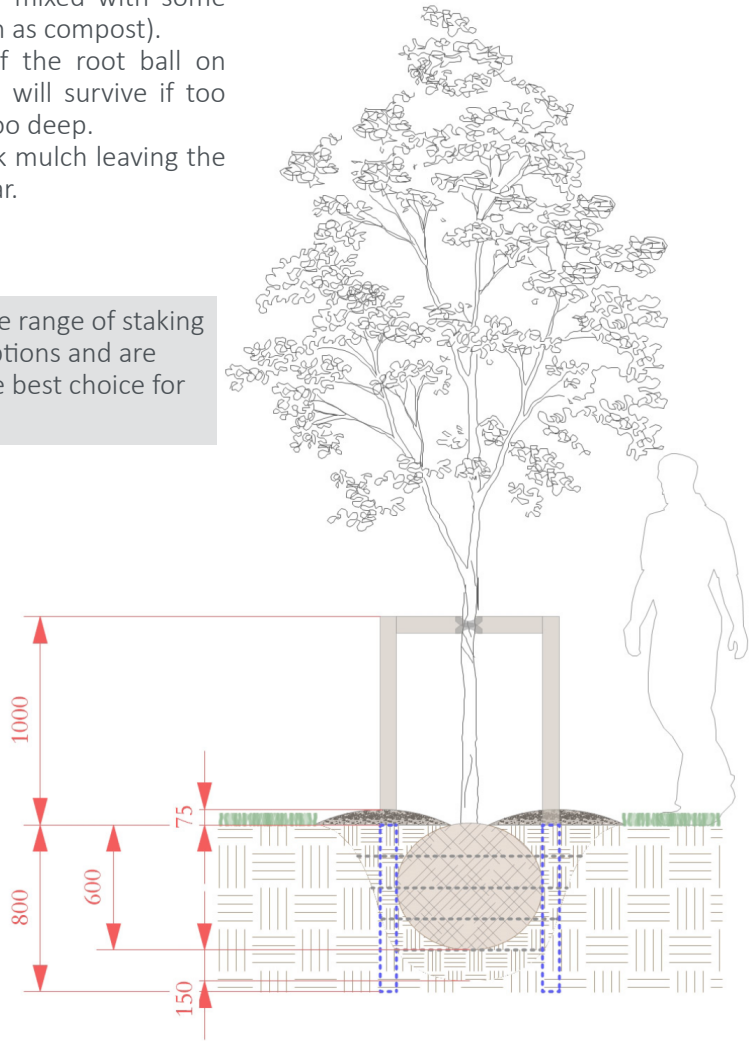 mixed with some
as compost).
f the root ball on
will survive if too
deep.
mulch leaving the
range of staking
and are
best choice for
1000
75
800
600
150